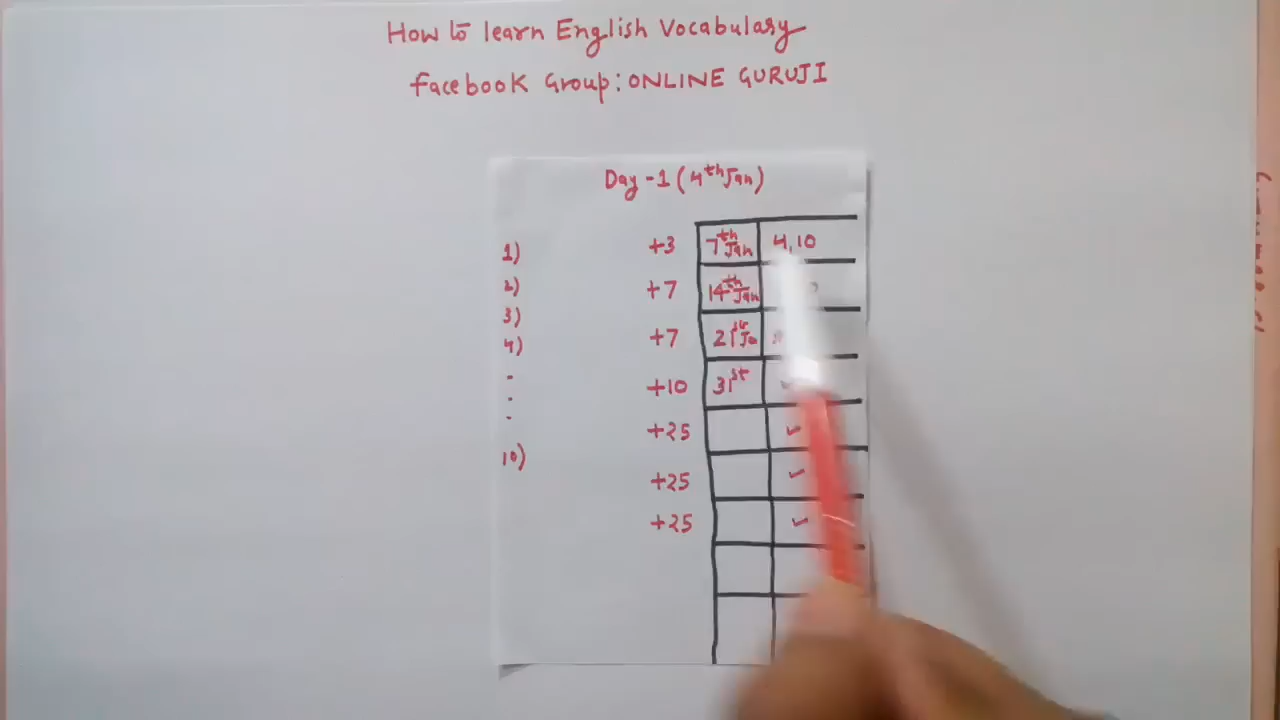 How to learn English Vocabulary
facebook Group: ONLINE GURUJI
Day -1 (4th Jan)
1) +3 7th Jan 4,10
2) +7 14th Jan
3)
4) +7 21st Ja
+10 31st
+25
10)
+25
+25